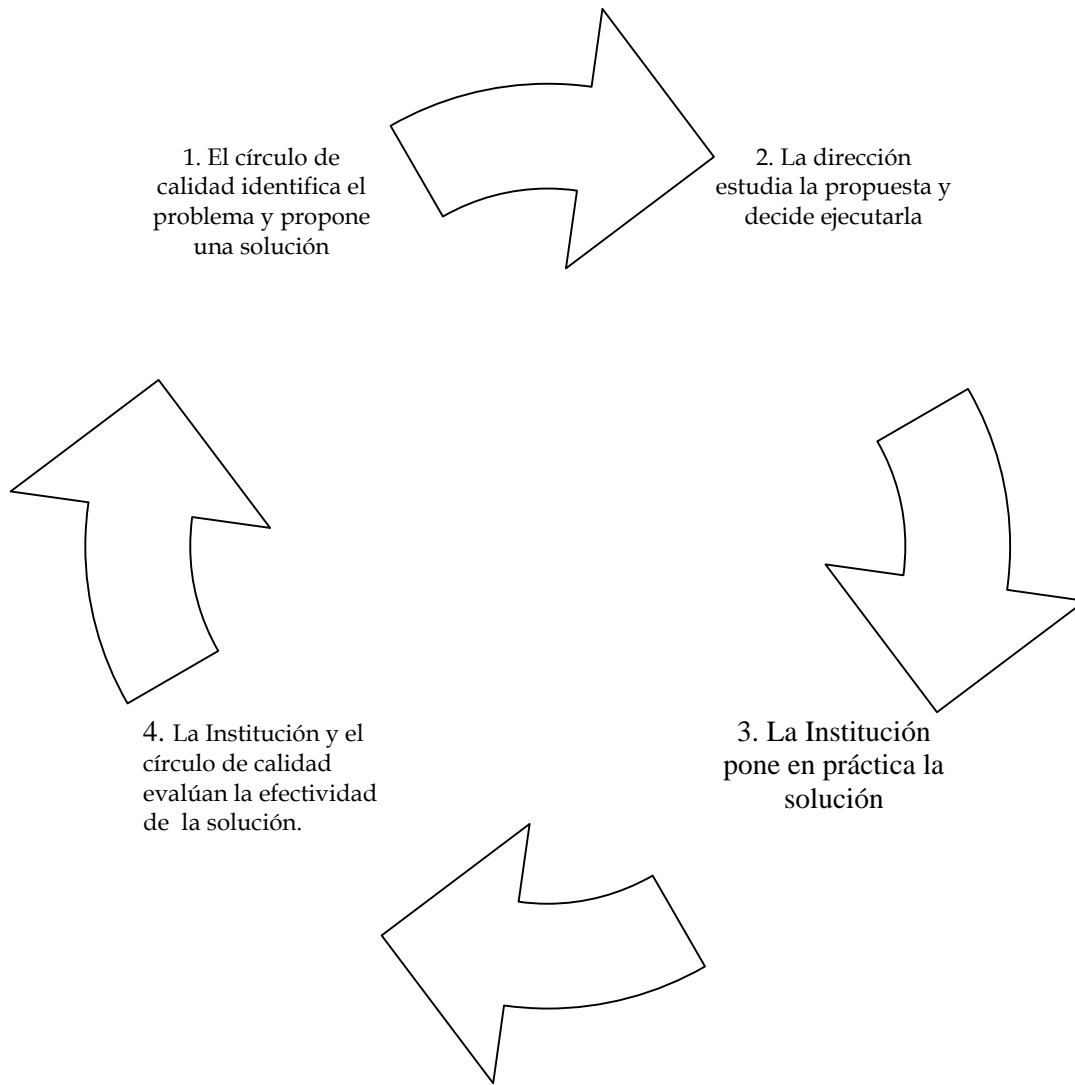 1. El círculo de
calidad identifica el
problema y propone
una solución
2. La dirección
estudia la propuesta y
decide ejecutarla
3. La Institución
pone en práctica la
solución
4. La Institución y el
círculo de calidad
evalúan la efectividad
de  la solución.